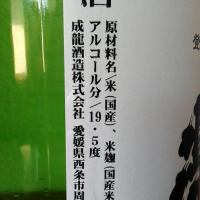 酒
原材料名/米(国産)、米麹(国産米
アルコール分/19・5度
成龍酒造株式会社 愛媛県西条市周